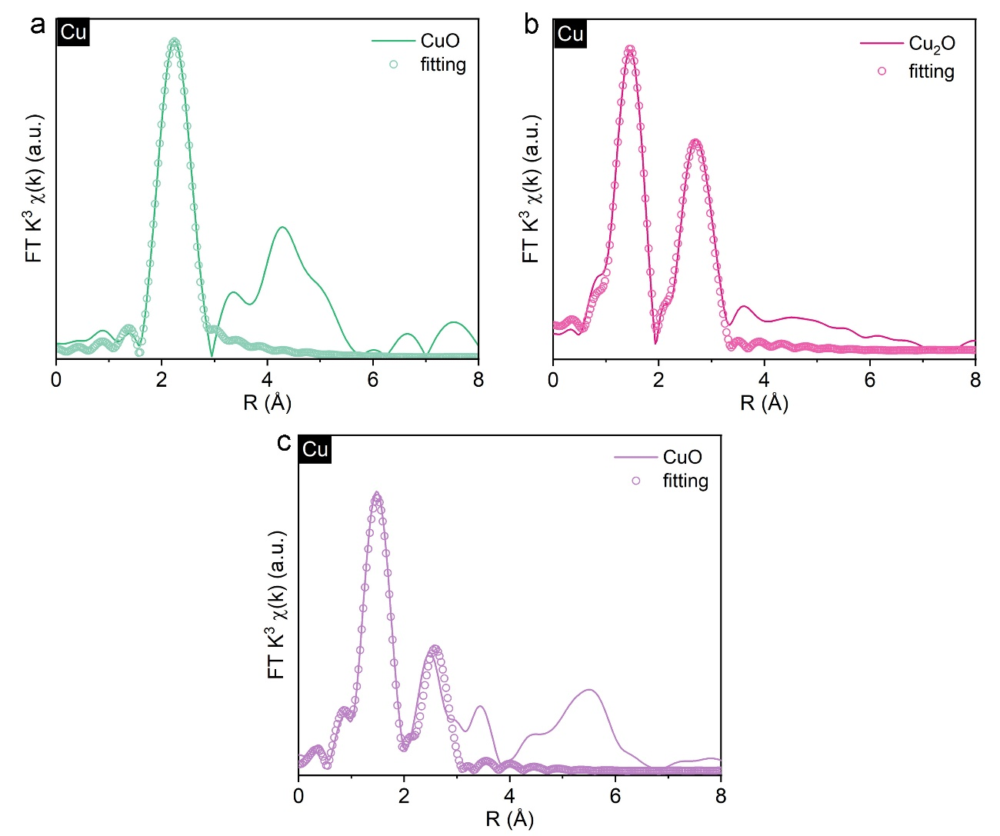 a
Cu
CuO
fitting
FT K³ χ(k) (a.u.)
0 2 4 6 8
R (Å)
b
Cu
Cu₂O
fitting
FT K³ χ(k) (a.u.)
0 2 4 6 8
R (Å)
c
Cu
CuO
fitting
FT K³ χ(k) (a.u.)
0 2 4 6 8
R (Å)